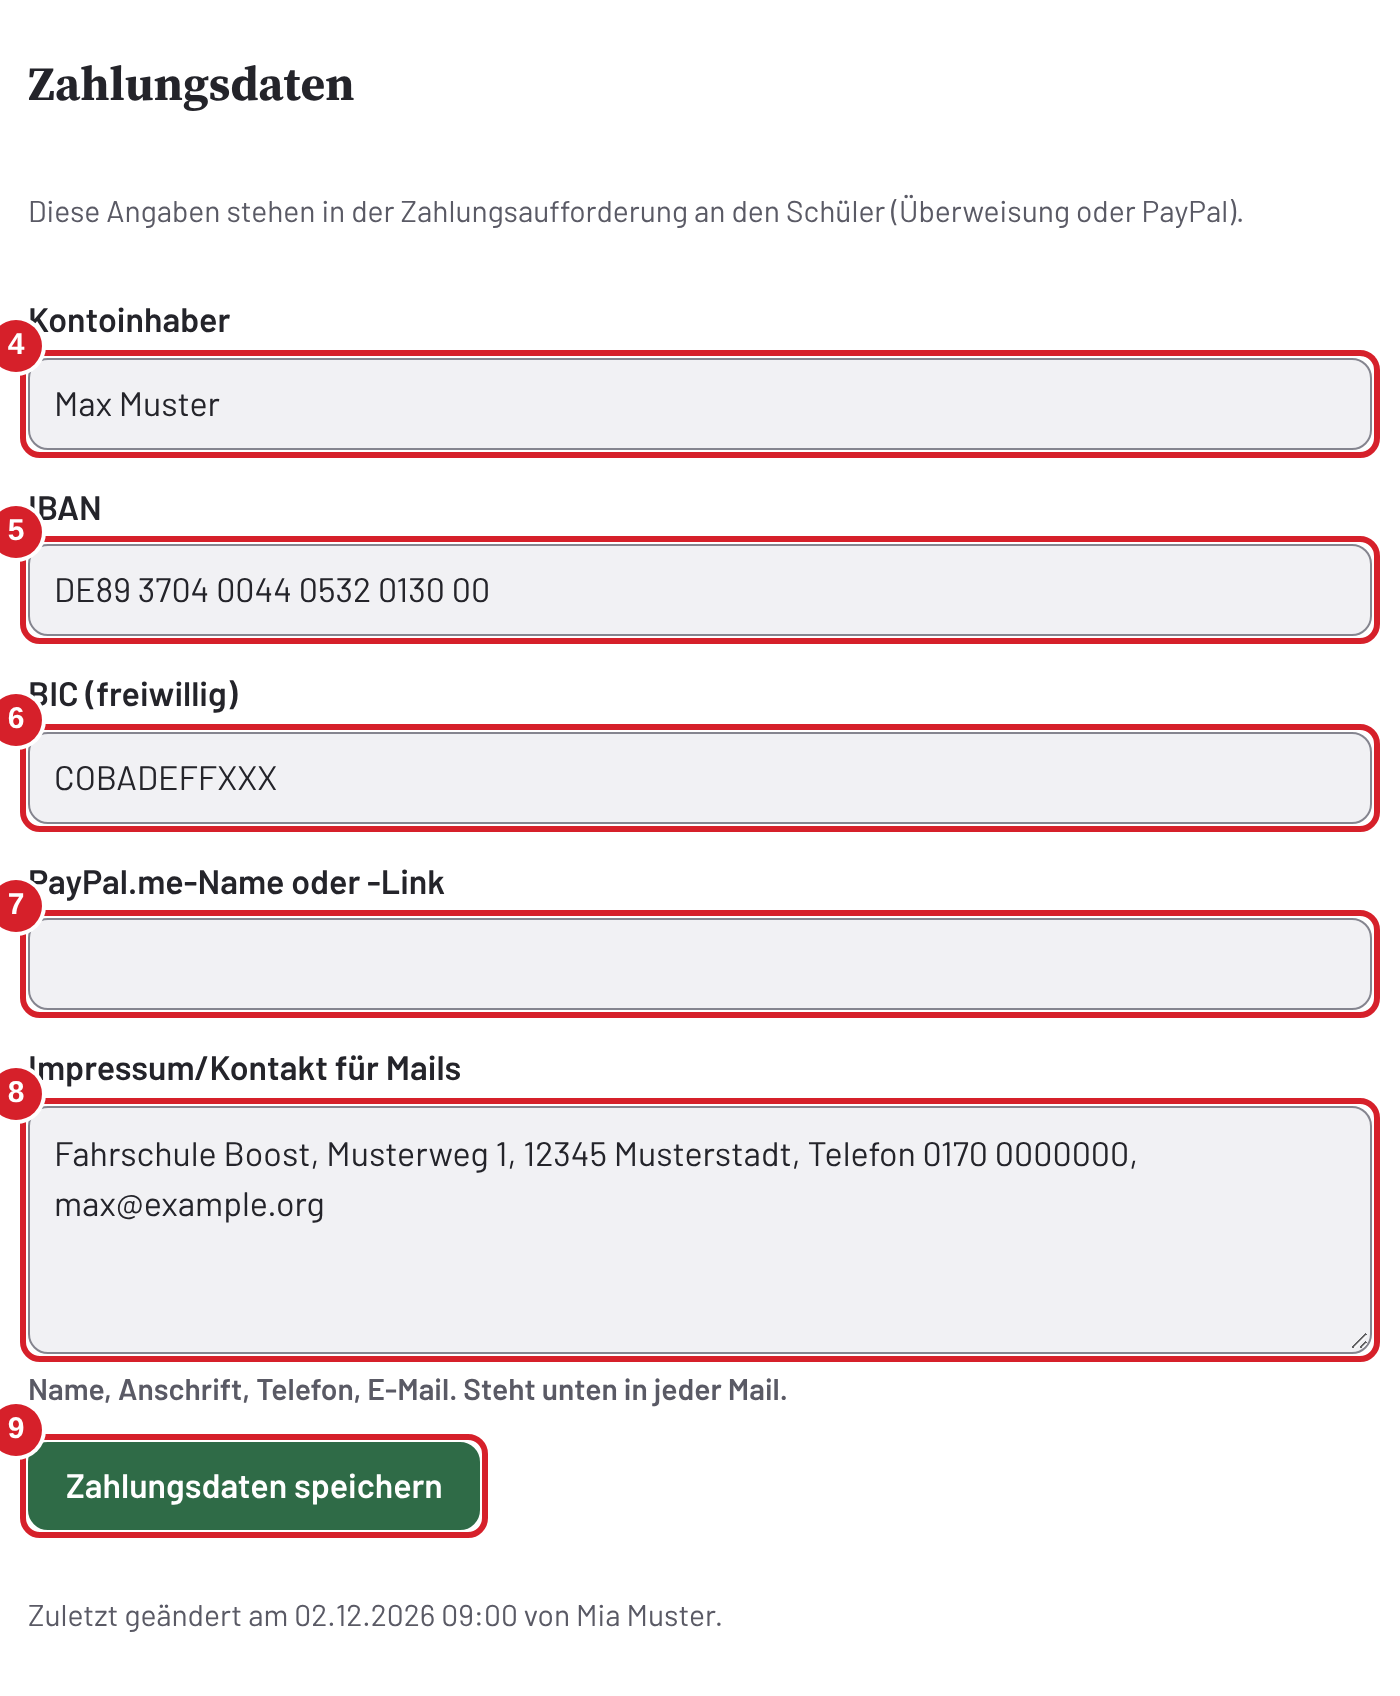 Zahlungsdaten
Diese Angaben stehen in der Zahlungsaufforderung an den Schüler (Überweisung oder PayPal).
Kontoinhaber
4
Max Muster
IBAN
5
DE89 3704 0044 0532 0130 00
BIC (freiwillig)
6
COBADEFFXXX
PayPal.me-Name oder -Link
7
Impressum/Kontakt für Mails
8
Fahrschule Boost, Musterweg 1, 12345 Musterstadt, Telefon 0170 0000000,
max@example.org
Name, Anschrift, Telefon, E-Mail. Steht unten in jeder Mail.
9
Zahlungsdaten speichern
Zuletzt geändert am 02.12.2026 09:00 von Mia Muster.